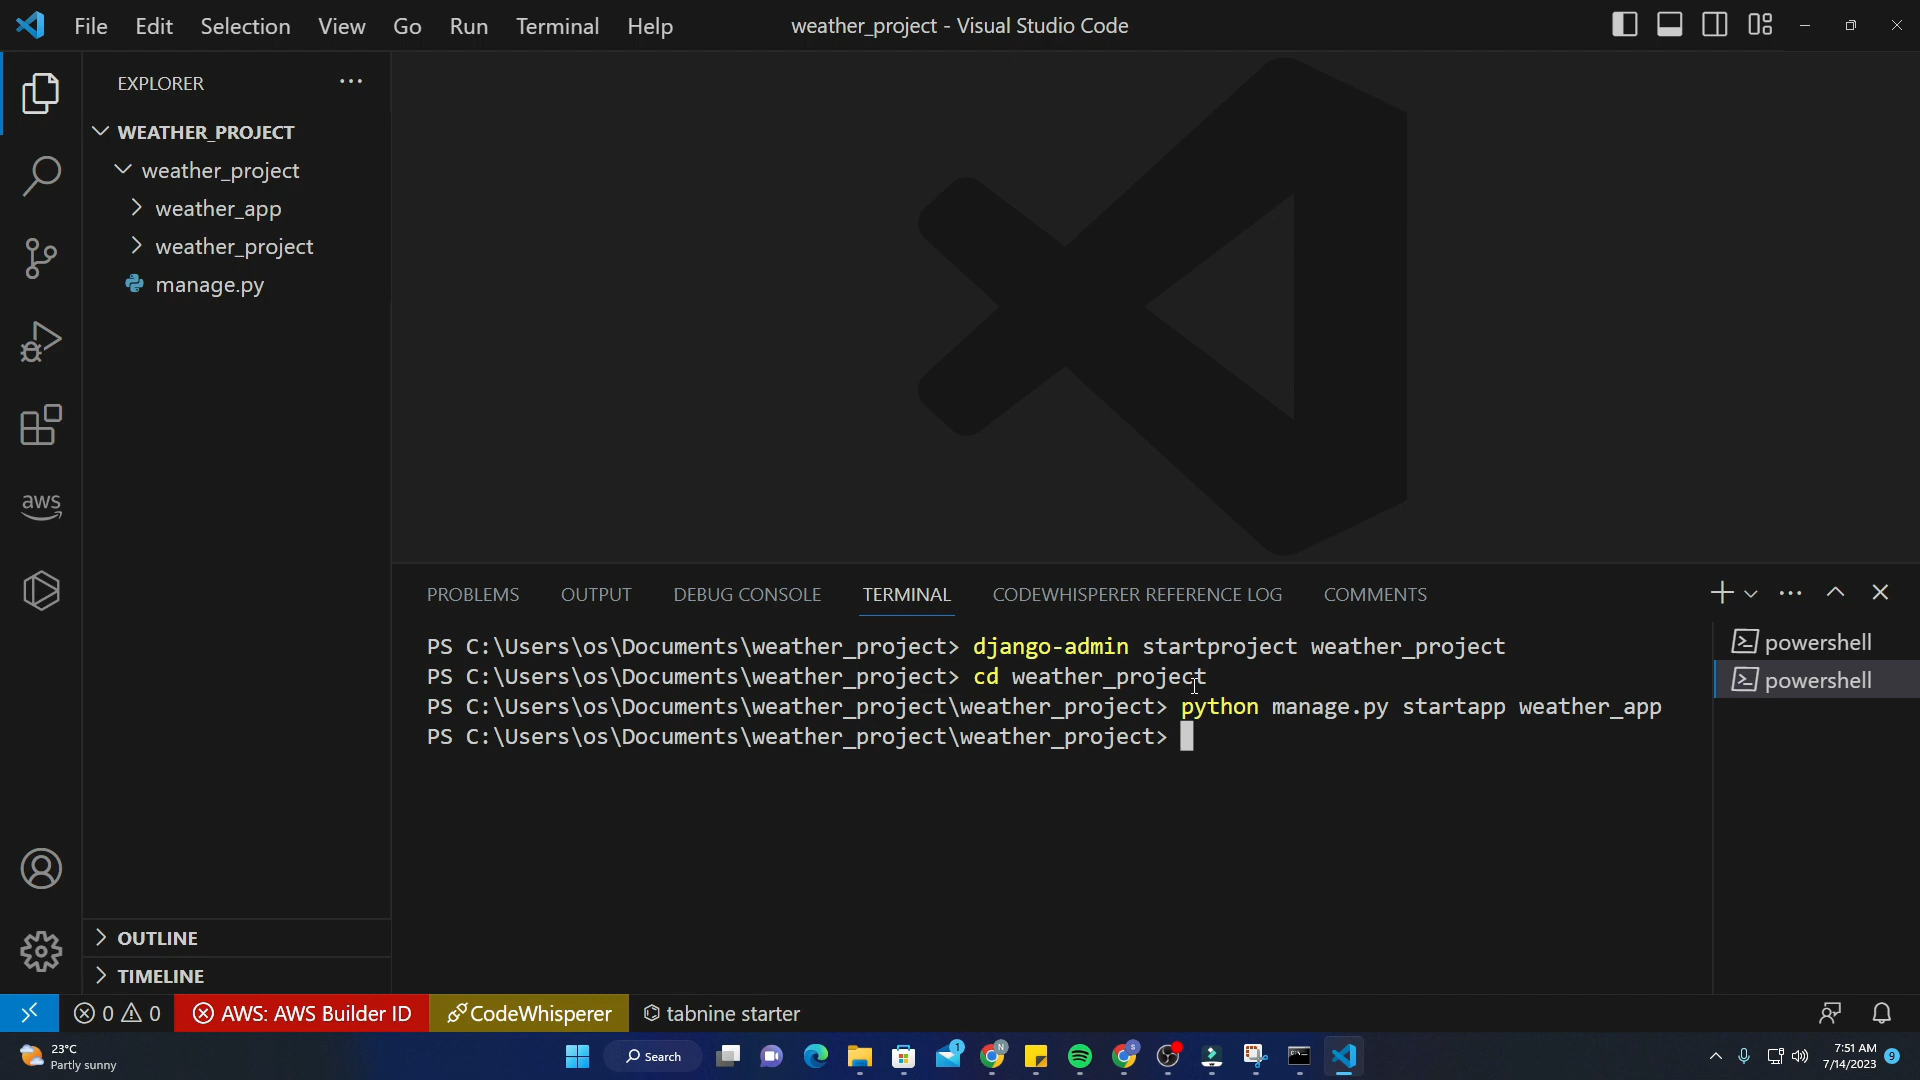 File Edit Selection View Go Run Terminal Help
weather_project - Visual Studio Code
EXPLORER
WEATHER_PROJECT
weather_project
weather_app
weather_project
manage.py
aws
OUTLINE
TIMELINE
PROBLEMS OUTPUT DEBUG CONSOLE TERMINAL CODEWHISPERER REFERENCE LOG COMMENTS
PS C:\Users\os\Documents\weather_project> django-admin startproject weather_project
PS C:\Users\os\Documents\weather_project> cd weather_project
PS C:\Users\os\Documents\weather_project\weather_project> python manage.py startapp weather_app
PS C:\Users\os\Documents\weather_project\weather_project>
powershell
powershell
0 0 AWS: AWS Builder ID CodeWhisperer tabnine starter
23°C
Partly sunny
Search
1
N
S
7:51 AM
7/14/2023
9